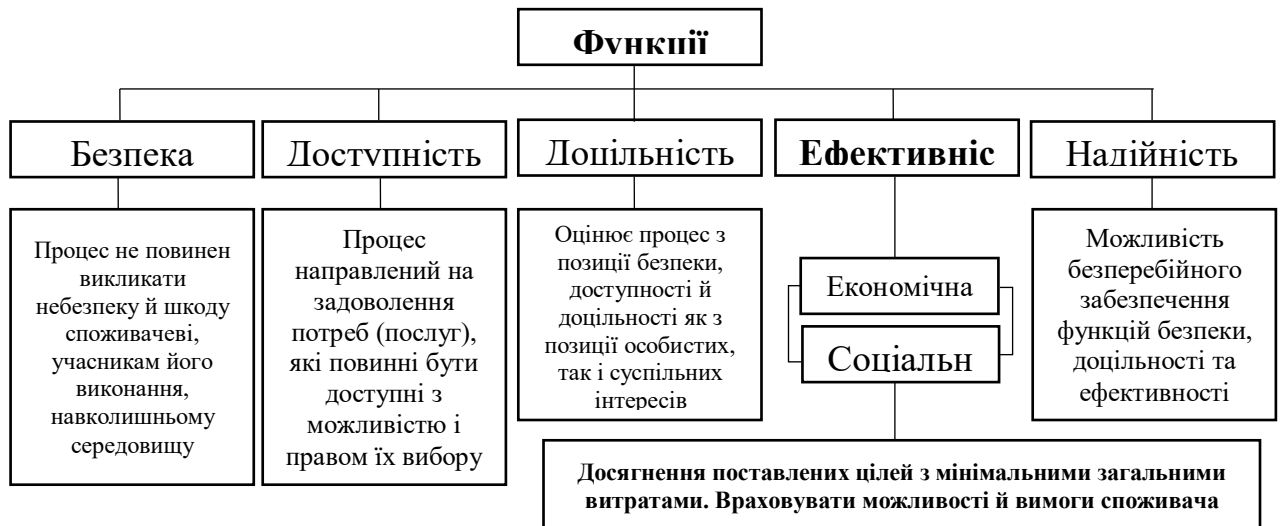 Функції
Безпека
Доступність
Доцільність
Ефективніс
Надійність
Процес не повинен
викликати
небезпеку й шкоду
споживачеві,
учасникам його
виконання,
навколишньому
середовищу
Процес
направлений на
задоволення
потреб (послуг),
які повинні бути
доступні з
можливістю і
правом їх вибору
Оцінює процес з
позиції безпеки,
доступності й
доцільності як з
позиції особистих,
так і суспільних
інтересів
Економічна
Соціальн
Можливість
безперебійного
забезпечення
функцій безпеки,
доцільності та
ефективності
Досягнення поставлених цілей з мінімальними загальними
витратами. Враховувати можливості й вимоги споживача